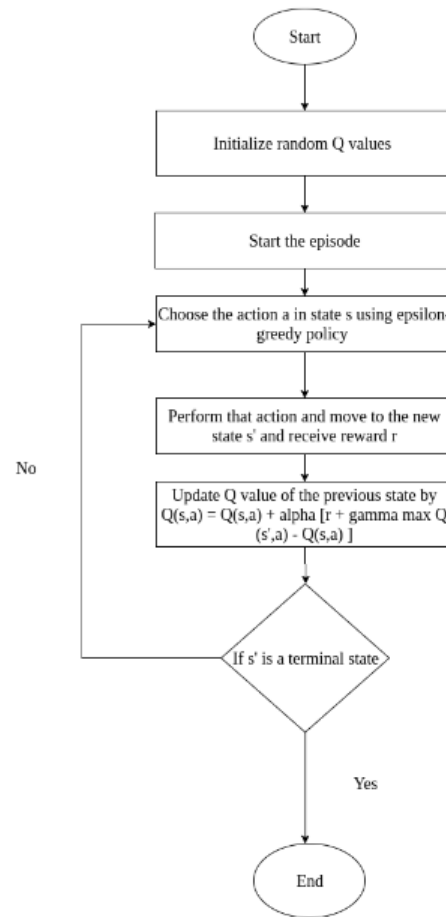 Start
Initialize random Q values
Start the episode
Choose the action a in state s using epsilon-
greedy policy
Perform that action and move to the new
state s' and receive reward r
No
Update Q value of the previous state by
Q(s,a) = Q(s,a) + alpha [r + gamma max Q
(s',a) - Q(s,a) ]
If s' is a terminal state
Yes
End